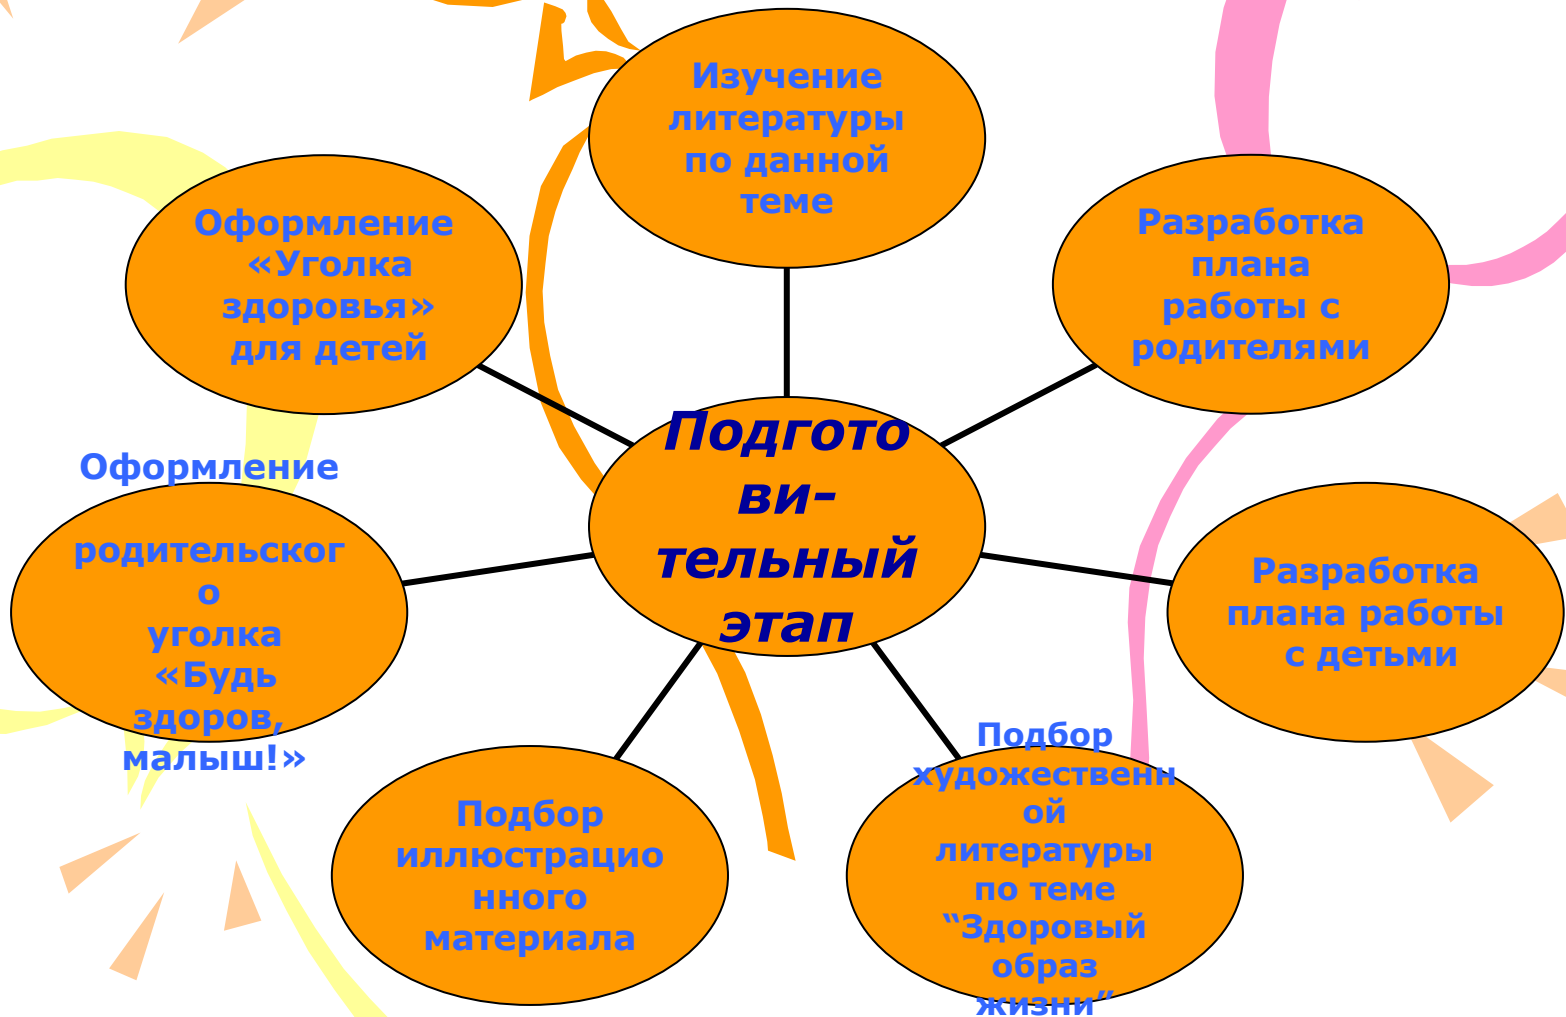 Изучение
литературы
по данной
теме
Оформление
«Уголка
здоровья»
для детей
Разработка
плана
работы с
родителями
Подгото
ви-
тельный
этап
Оформление
родительског
о
уголка
«Будь
здоров,
малыш!»
Разработка
плана работы
с детьми
Подбор
иллюстрацио
нного
материала
Подбор
художественн
ой
литературы
по теме
“Здоровый
образ
жизни”